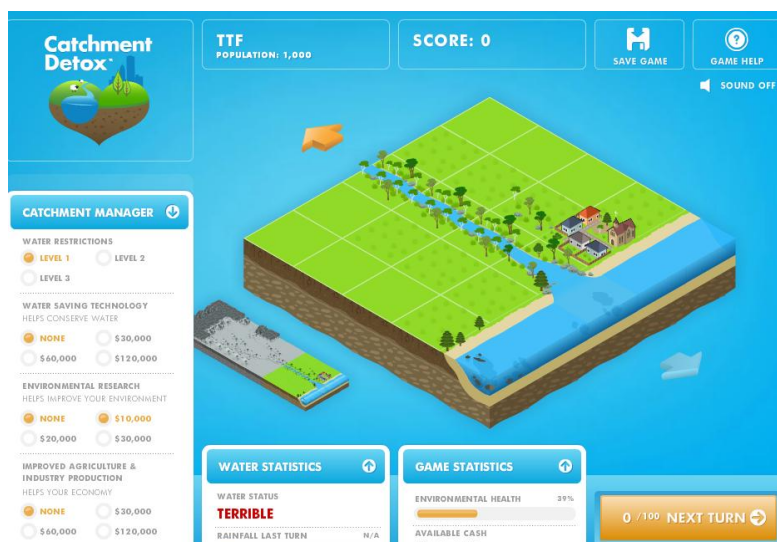 Catchment
Detox
TTF
POPULATION: 1,000
SCORE: 0
SAVE GAME
GAME HELP
SOUND OFF
CATCHMENT MANAGER
WATER RESTRICTIONS
LEVEL 1 LEVEL 2
LEVEL 3
WATER SAVING TECHNOLOGY
HELPS CONSERVE WATER
NONE $30,000
$60,000 $120,000
ENVIRONMENTAL RESEARCH
HELPS IMPROVE YOUR ENVIRONMENT
NONE $10,000
$20,000 $30,000
IMPROVED AGRICULTURE &
INDUSTRY PRODUCTION
HELPS YOUR ECONOMY
NONE $30,000
$60,000 $120,000
WATER STATISTICS
WATER STATUS
TERRIBLE
RAINFALL LAST TURN N/A
GAME STATISTICS
ENVIRONMENTAL HEALTH 39%
AVAILABLE CASH
0 /100 NEXT TURN